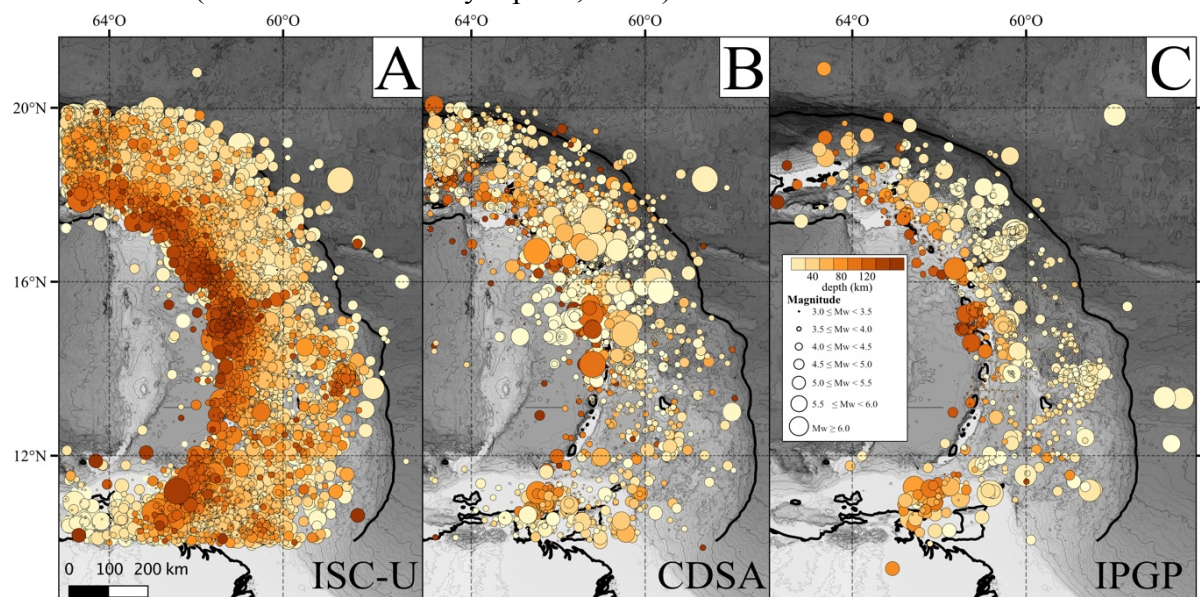 64°O 60°O 64°O 60°O 64°O 60°O
A B C
20°N
16°N
12°N
40 80 120
depth (km)
Magnitude
3.0 ≤ Mw < 3.5
3.5 ≤ Mw < 4.0
4.0 ≤ Mw < 4.5
4.5 ≤ Mw < 5.0
5.0 ≤ Mw < 5.5
5.5 ≤ Mw < 6.0
Mw ≥ 6.0
0 100 200 km
ISC-U CDSA IPGP